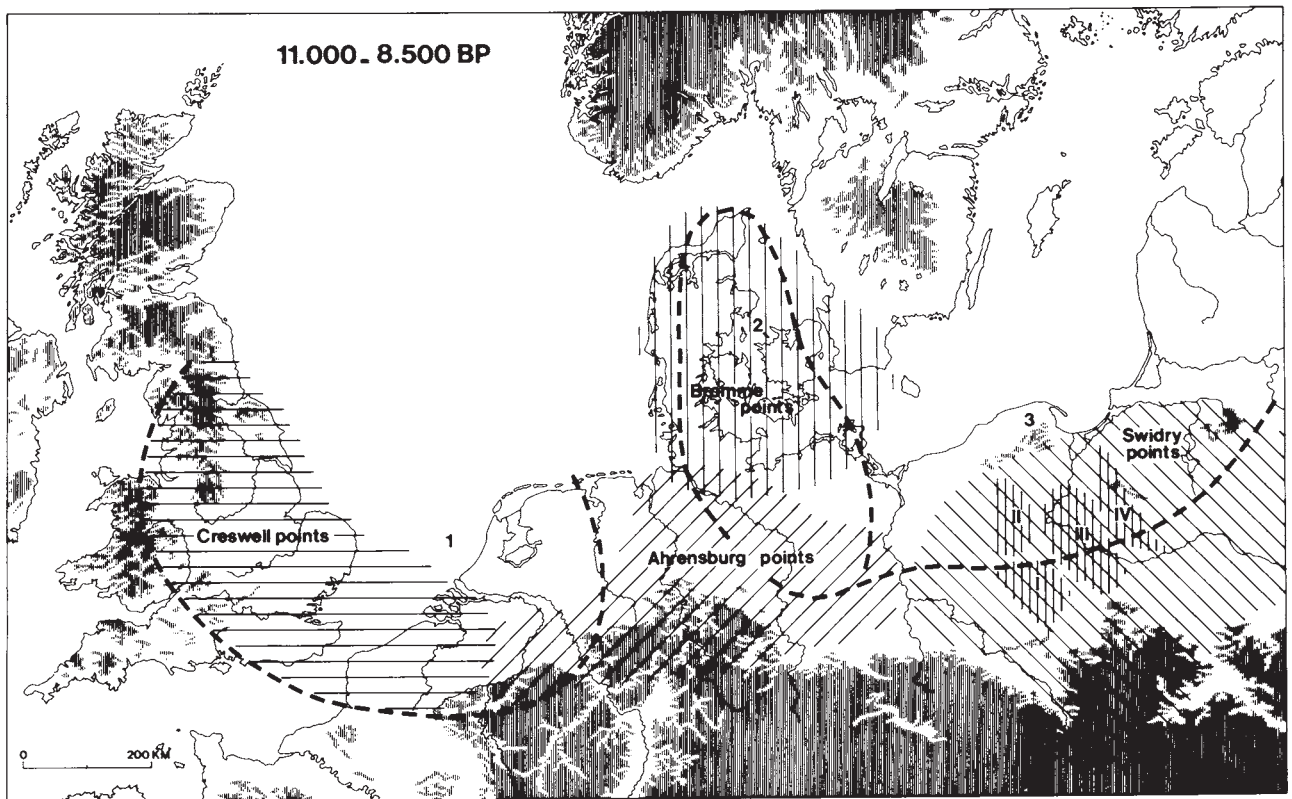 11.000 - 8.500 BP
2
Bromme
points
3
Swidry
points
Creswell points
1
II
IV
III
Ahrensburg points
I
0 200 KM